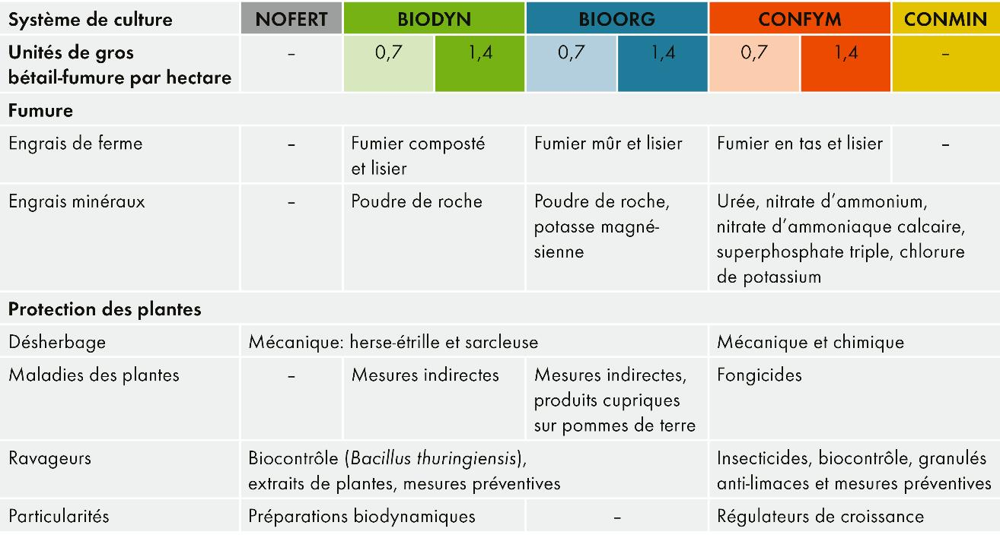 Système de culture NOFERT BIODYN BIOORG CONFYM CONMIN
Unités de gros
bétail-fumure par hectare – 0,7 1,4 0,7 1,4 0,7 1,4 –
Fumure
Engrais de ferme – Fumier composté
et lisier Fumier mûr et lisier Fumier en tas et lisier –
Engrais minéraux – Poudre de roche Poudre de roche,
potasse magné-
sienne Urée, nitrate d’ammonium,
nitrate d’ammoniaque calcaire,
superphosphate triple, chlorure
de potassium
Protection des plantes
Désherbage Mécanique: herse-étrille et sarcleuse Mécanique et chimique
Maladies des plantes – Mesures indirectes Mesures indirectes,
produits cupriques
sur pommes de terre Fongicides
Ravageurs Biocontrôle (Bacillus thuringiensis),
extraits de plantes, mesures préventives Insecticides, biocontrôle, granulés
anti-limaces et mesures préventives
Particularités Préparations biodynamiques – Régulateurs de croissance